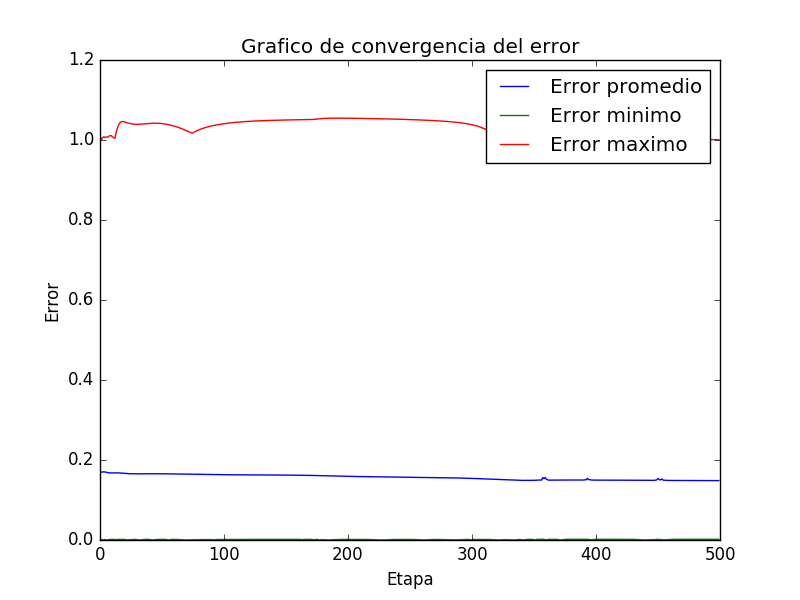 Grafico de convergencia del error
1.2
1.0
0.8
0.6
0.4
0.2
0.0
Error
Error promedio
Error minimo
Error maximo
0 100 200 300 400 500
Etapa